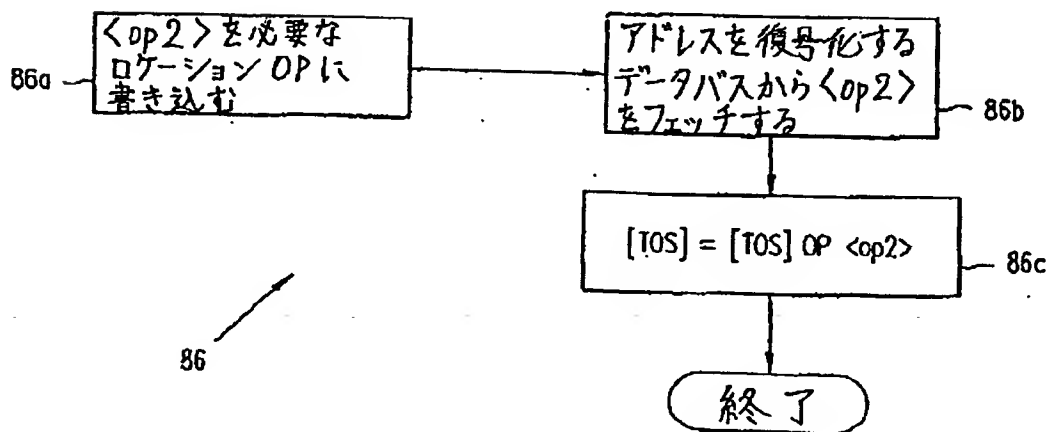 <op2>を必要な
ロケーション OPに
書き込む
86a
アドレスを復号化する
データバスから<op2>
をフェッチする
86b
[TOS] = [TOS] OP <op2>
86c
86
終了